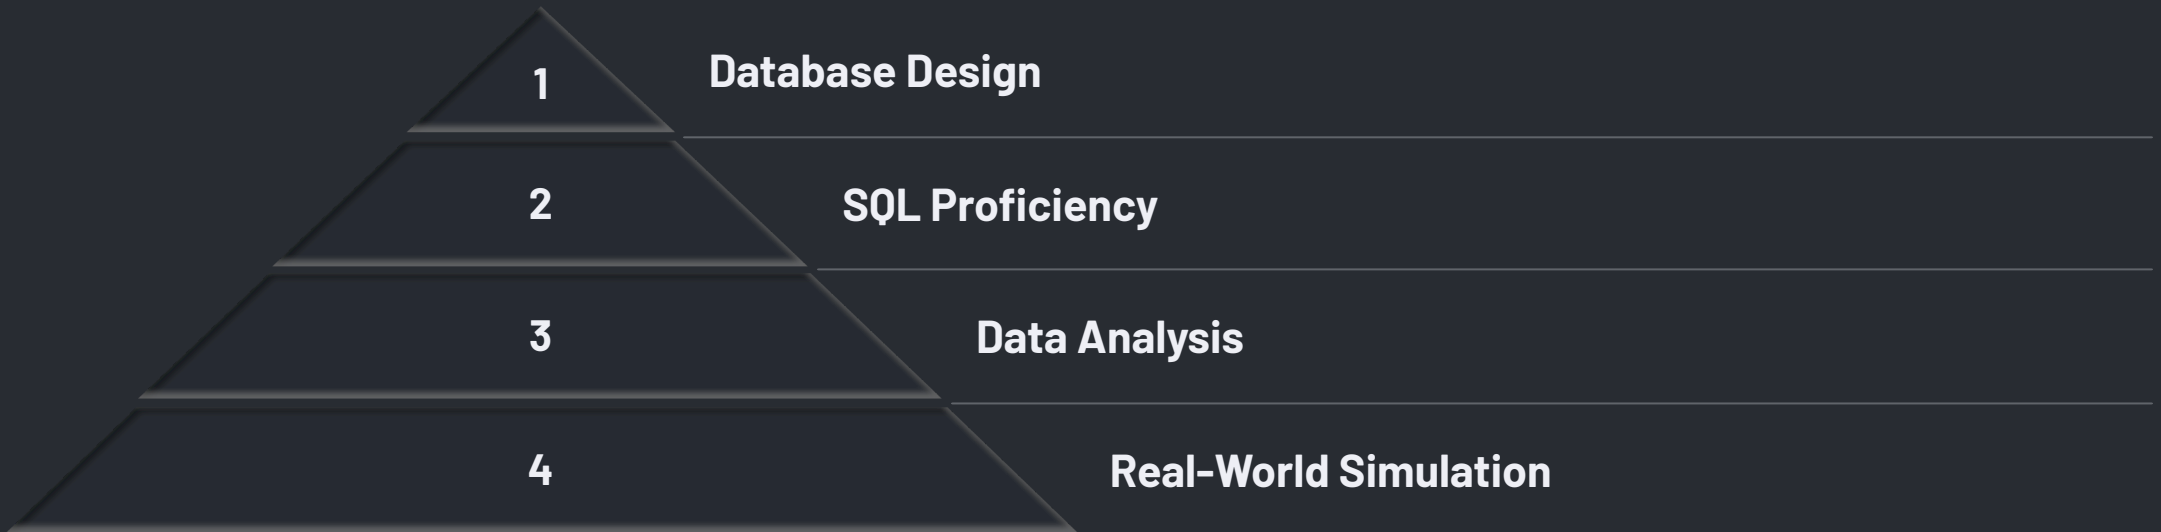 1
Database Design
2
SQL Proficiency
3
Data Analysis
4
Real-World Simulation